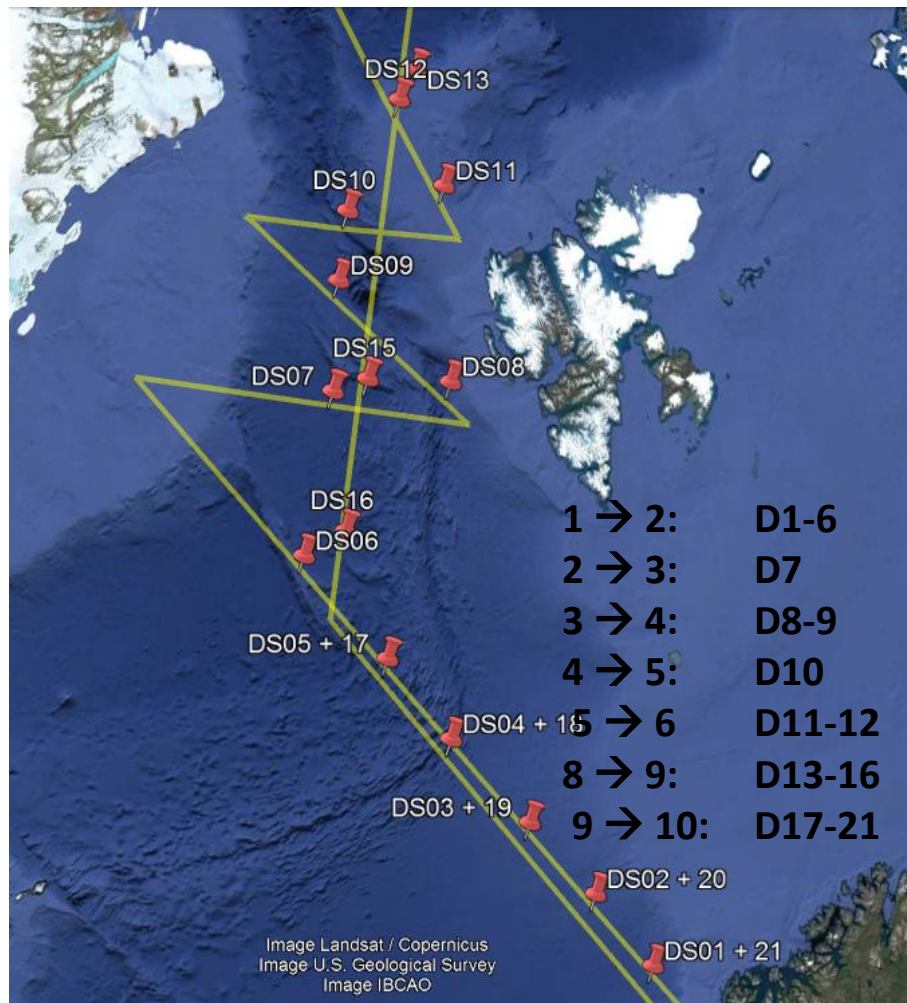 DS12
DS13
DS11
DS10
DS09
DS15
DS08
DS07
DS16
DS06
1 → 2: D1-6
2 → 3: D7
3 → 4: D8-9
DS05 + 17
4 → 5: D10
DS04 + 18
5 → 6 D11-12
8 → 9: D13-16
DS03 + 19
9 → 10: D17-21
DS02 + 20
DS01 + 21
Image Landsat / Copernicus
Image U.S. Geological Survey
Image IBCAO